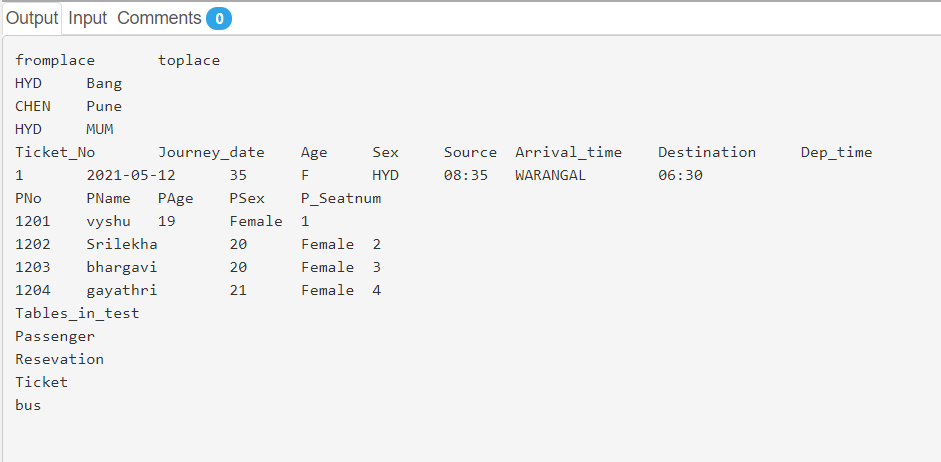 Output Input Comments 0
fromplace toplace
HYD Bang
CHEN Pune
HYD MUM
Ticket_No Journey_date Age Sex Source Arrival_time Destination Dep_time
1 2021-05-12 35 F HYD 08:35 WARANGAL 06:30
PNo PName PAge PSex P_Seatnum
1201 vyshu 19 Female 1
1202 Srilekha 20 Female 2
1203 bhargavi 20 Female 3
1204 gayathri 21 Female 4
Tables_in_test
Passenger
Resevation
Ticket
bus